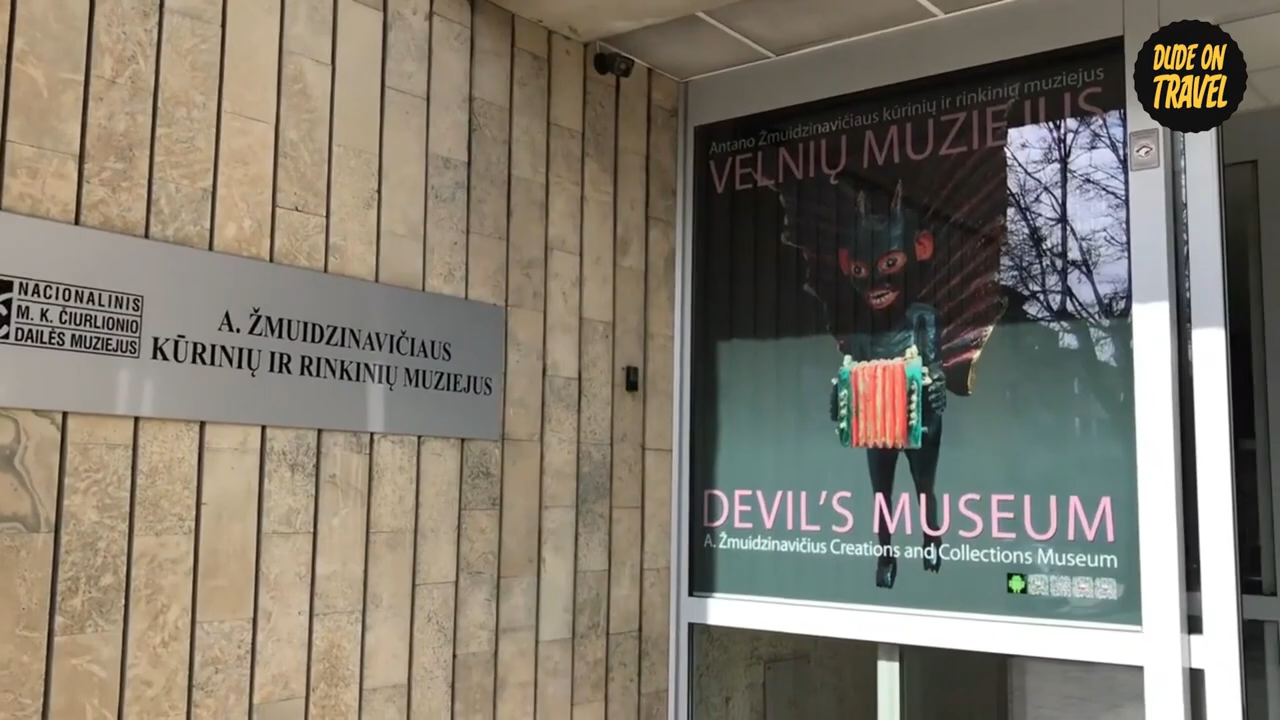 NACIONALINIS
M. K. ČIURLIONIO
DAILĖS MUZIEJUS
A. ŽMUIDZINAVIČIAUS
KŪRINIŲ IR RINKINIŲ MUZIEJUS
Antano Žmuidzinavičiaus kūrinių ir rinkinių muziejus
VELNIŲ MUZIEJUS
DEVIL'S MUSEUM
A. Žmuidzinavičius Creations and Collections Museum
DUDE ON
TRAVEL